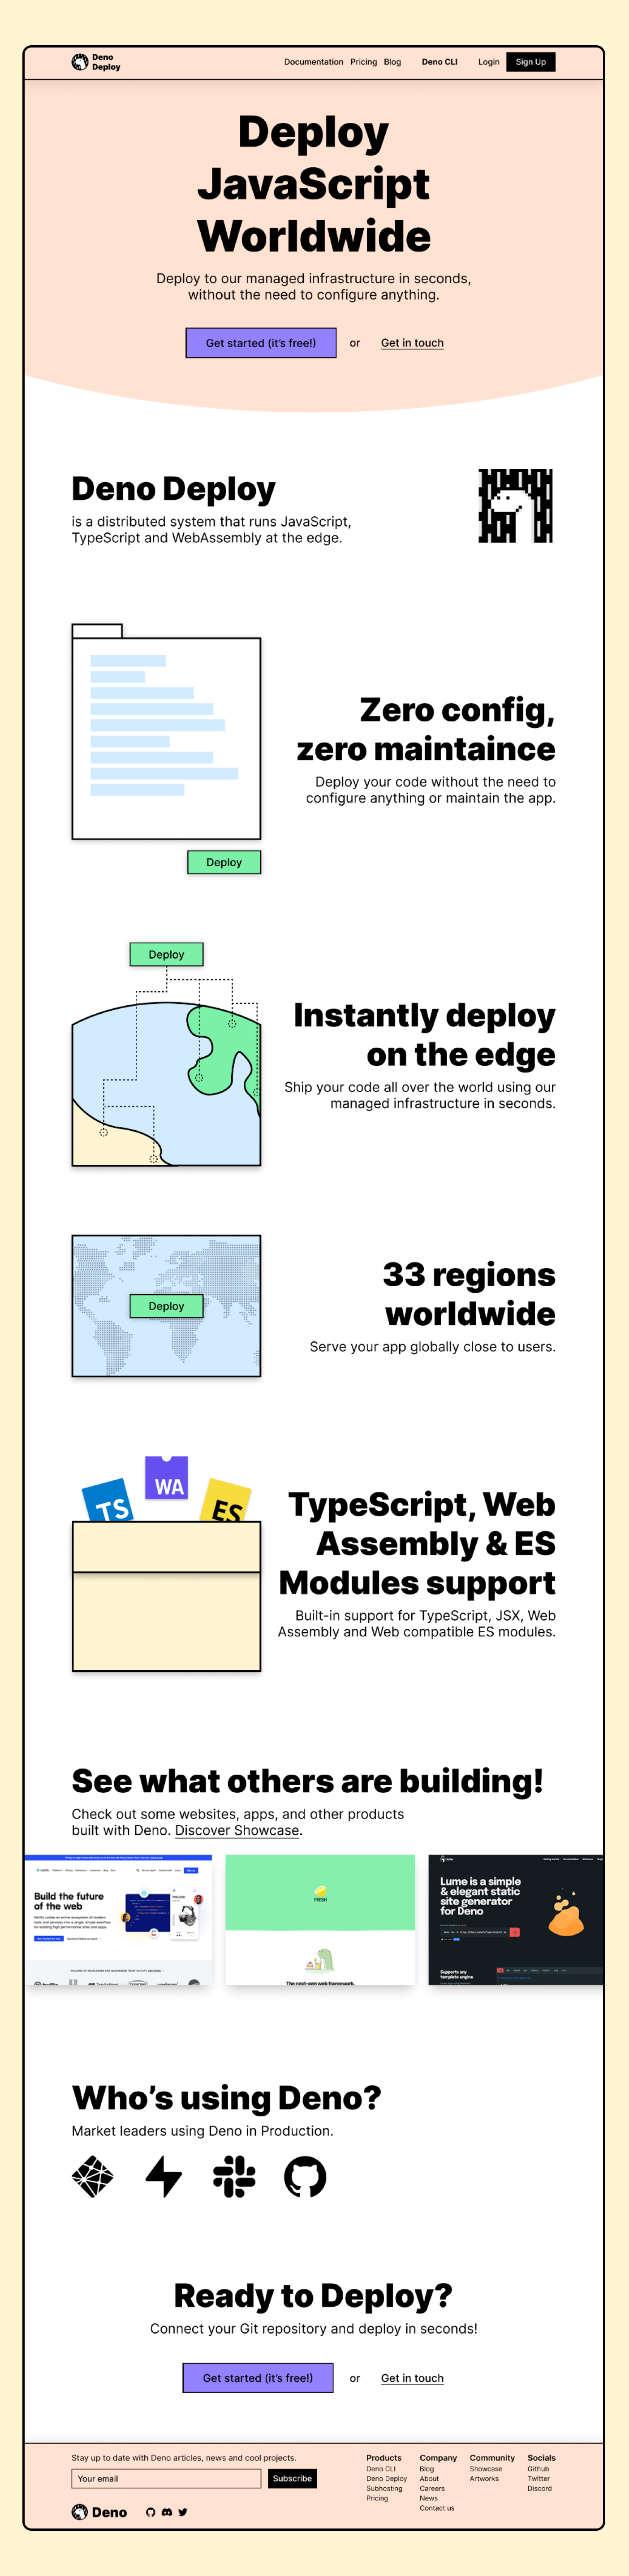 Deno
Deploy
Documentation Pricing Blog Deno CLI Login Sign Up
Deploy
JavaScript
Worldwide
Deploy to our managed infrastructure in seconds,
without the need to configure anything.
Get started (it’s free!) or Get in touch
Deno Deploy
is a distributed system that runs JavaScript,
TypeScript and WebAssembly at the edge.
Zero config,
zero maintaince
Deploy your code without the need to
configure anything or maintain the app.
Deploy
Deploy
Instantly deploy
on the edge
Ship your code all over the world using our
managed infrastructure in seconds.
33 regions
worldwide
Serve your app globally close to users.
Deploy
TS
WA
ES
TypeScript, Web
Assembly & ES
Modules support
Built-in support for TypeScript, JSX, Web
Assembly and Web compatible ES modules.
See what others are building!
Check out some websites, apps, and other products
built with Deno. Discover Showcase.
Build the future
of the web
FRESH
The next-gen web framework.
Lume is a simple
& elegant static
site generator
for Deno
Supports any
template engine
Who’s using Deno?
Market leaders using Deno in Production.
Ready to Deploy?
Connect your Git repository and deploy in seconds!
Get started (it’s free!) or Get in touch
Stay up to date with Deno articles, news and cool projects.
Your email
Subscribe
Deno
Products
Deno CLI
Deno Deploy
Subhosting
Pricing
Company
Blog
About
Careers
News
Contact us
Community
Showcase
Artworks
Socials
Github
Twitter
Discord